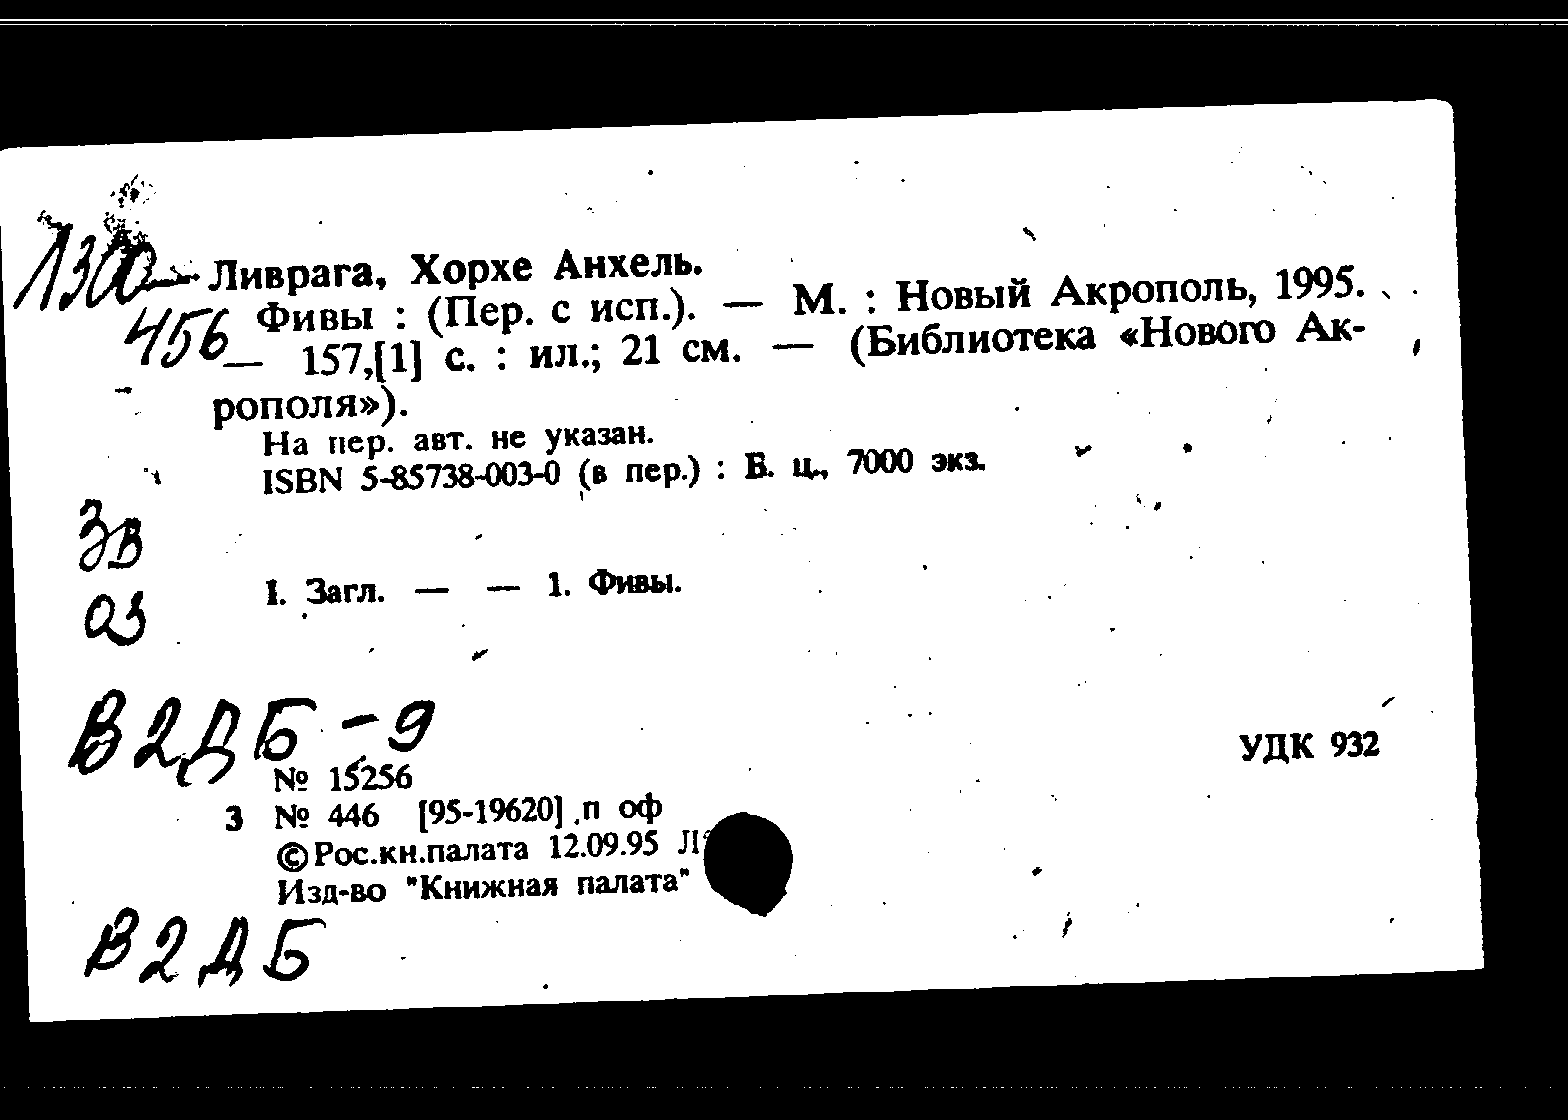 Ливрага, Хорхе Анхель.
Фивы : (Пер. с исп.). — М. : Новый Акрополь, 1995.
456 — 157,[1] с. : ил.; 21 см. — (Библиотека «Нового Ак-
рополя»).
На пер. авт. не указан.
ISBN 5-85738-003-0 (в пер.) : Б. ц., 7000 экз.
ЗВ
ОЗ
I. Загл. — — 1. Фивы.
В2ДБ-9
УДК 932
№ 15256
3 № 446 [95-19620] п оф
© Рос.кн.палата 12.09.95
Изд-во "Книжная палата"
В2ДБ